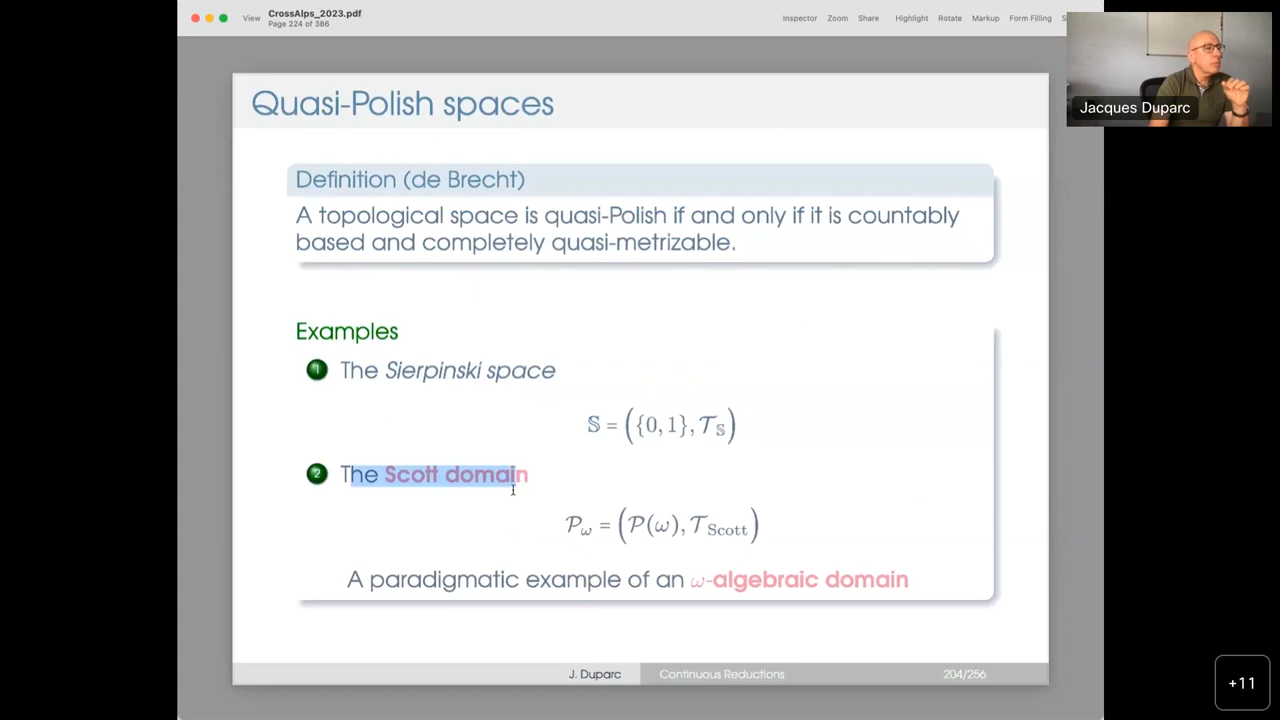 View
CrossAlps_2023.pdf
Page 224 of 386
Inspector Zoom Share Highlight Rotate Markup Form Filling
Jacques Duparc
Quasi-Polish spaces
Definition (de Brecht)
A topological space is quasi-Polish if and only if it is countably
based and completely quasi-metrizable.
Examples
1 The Sierpinski space
𝕊 = ({0, 1}, 𝒯_𝕊)
2 The Scott domain
𝒫_ω = (𝒫(ω), 𝒯_Scott)
A paradigmatic example of an ω-algebraic domain
J. Duparc Continuous Reductions 204/256
+11